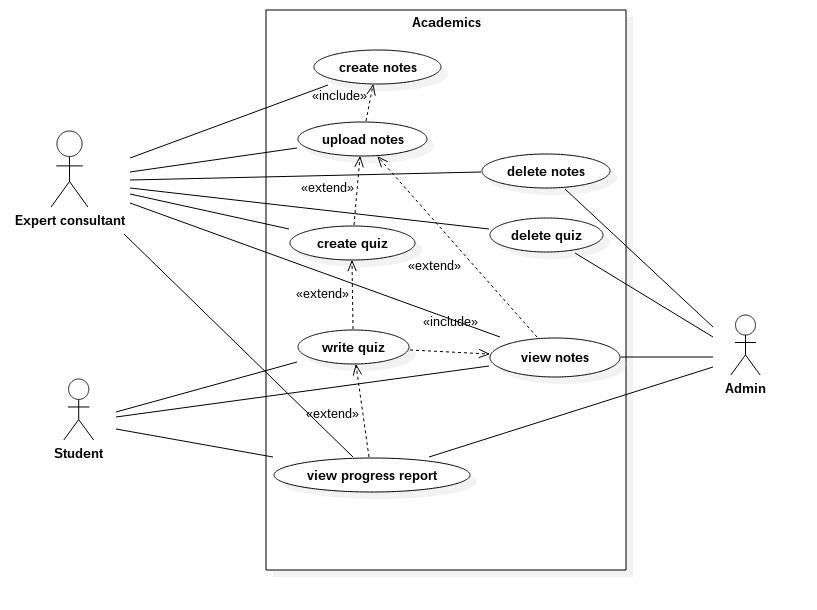 Academics
create notes
«include»
upload notes
delete notes
«extend»
Expert consultant
create quiz
delete quiz
«extend»
«extend»
«include»
write quiz
view notes
Admin
«extend»
Student
view progress report